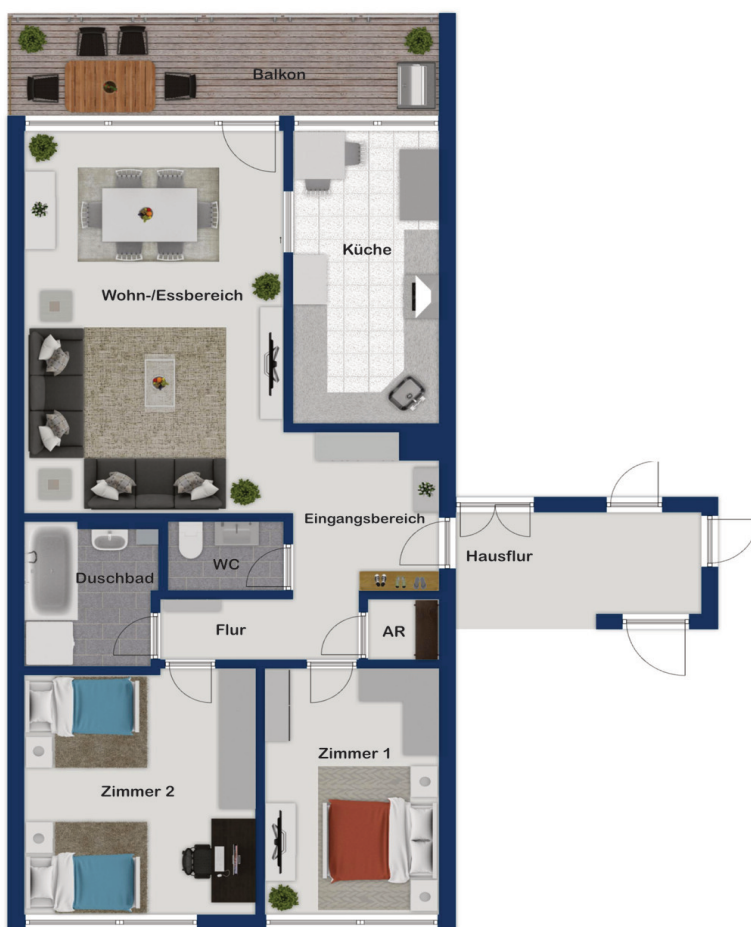 Balkon
Küche
Wohn-/Essbereich
Eingangsbereich
Hausflur
WC
Duschbad
Flur
AR
Zimmer 1
Zimmer 2